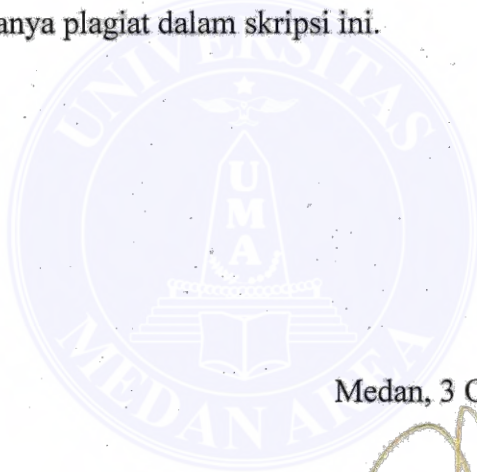 anya plagiat dalam skripsi ini.
UNIVERSITAS
UMA
MEDAN AREA
Medan, 3